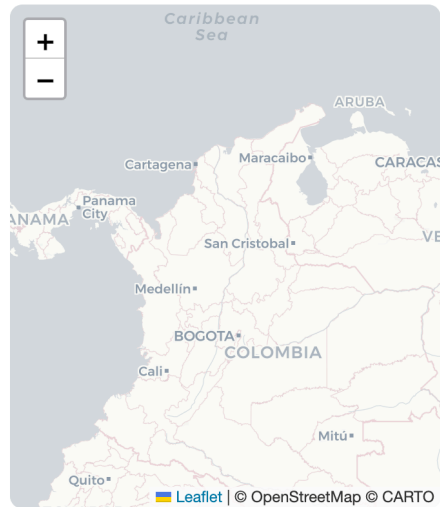 Caribbean
Sea
+
−
ARUBA
Cartagena
Maracaibo
CARACAS
Panama
City
ANAMA
San Cristobal
VE
Medellín
BOGOTA
COLOMBIA
Cali
Mitú
Quito
Leaflet | © OpenStreetMap © CARTO